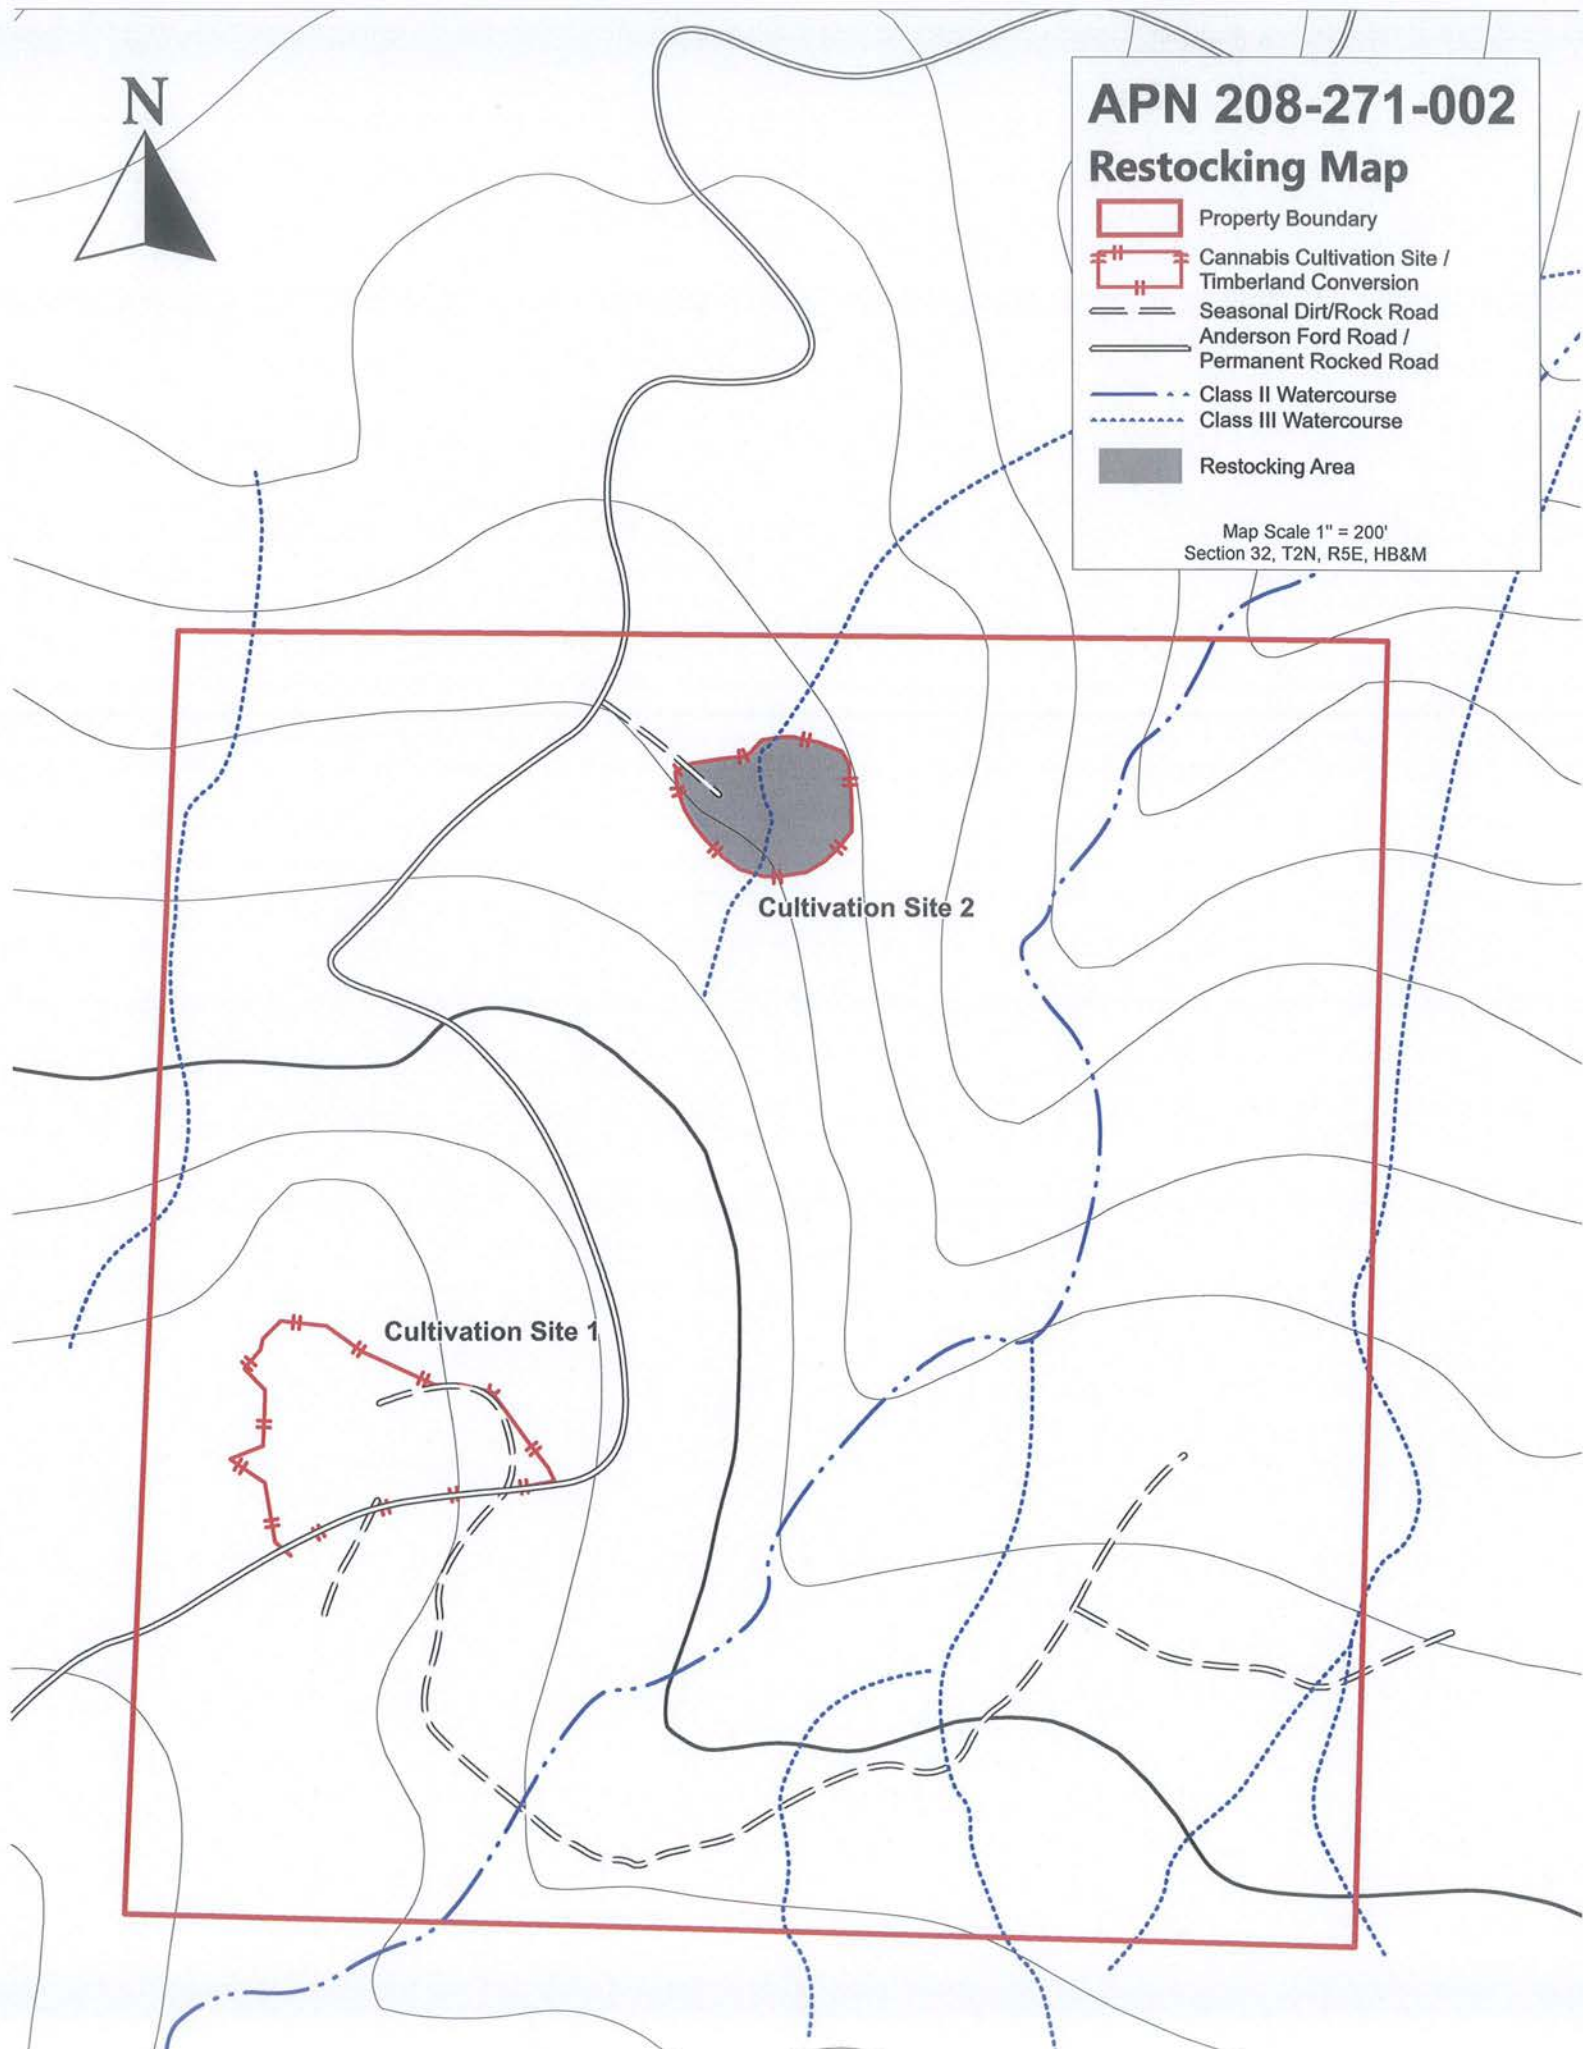 N
APN 208-271-002
Restocking Map
Property Boundary
Cannabis Cultivation Site /
Timberland Conversion
Seasonal Dirt/Rock Road
Anderson Ford Road /
Permanent Rocked Road
Class II Watercourse
Class III Watercourse
Restocking Area
Map Scale 1" = 200'
Section 32, T2N, R5E, HB&M
Cultivation Site 2
Cultivation Site 1